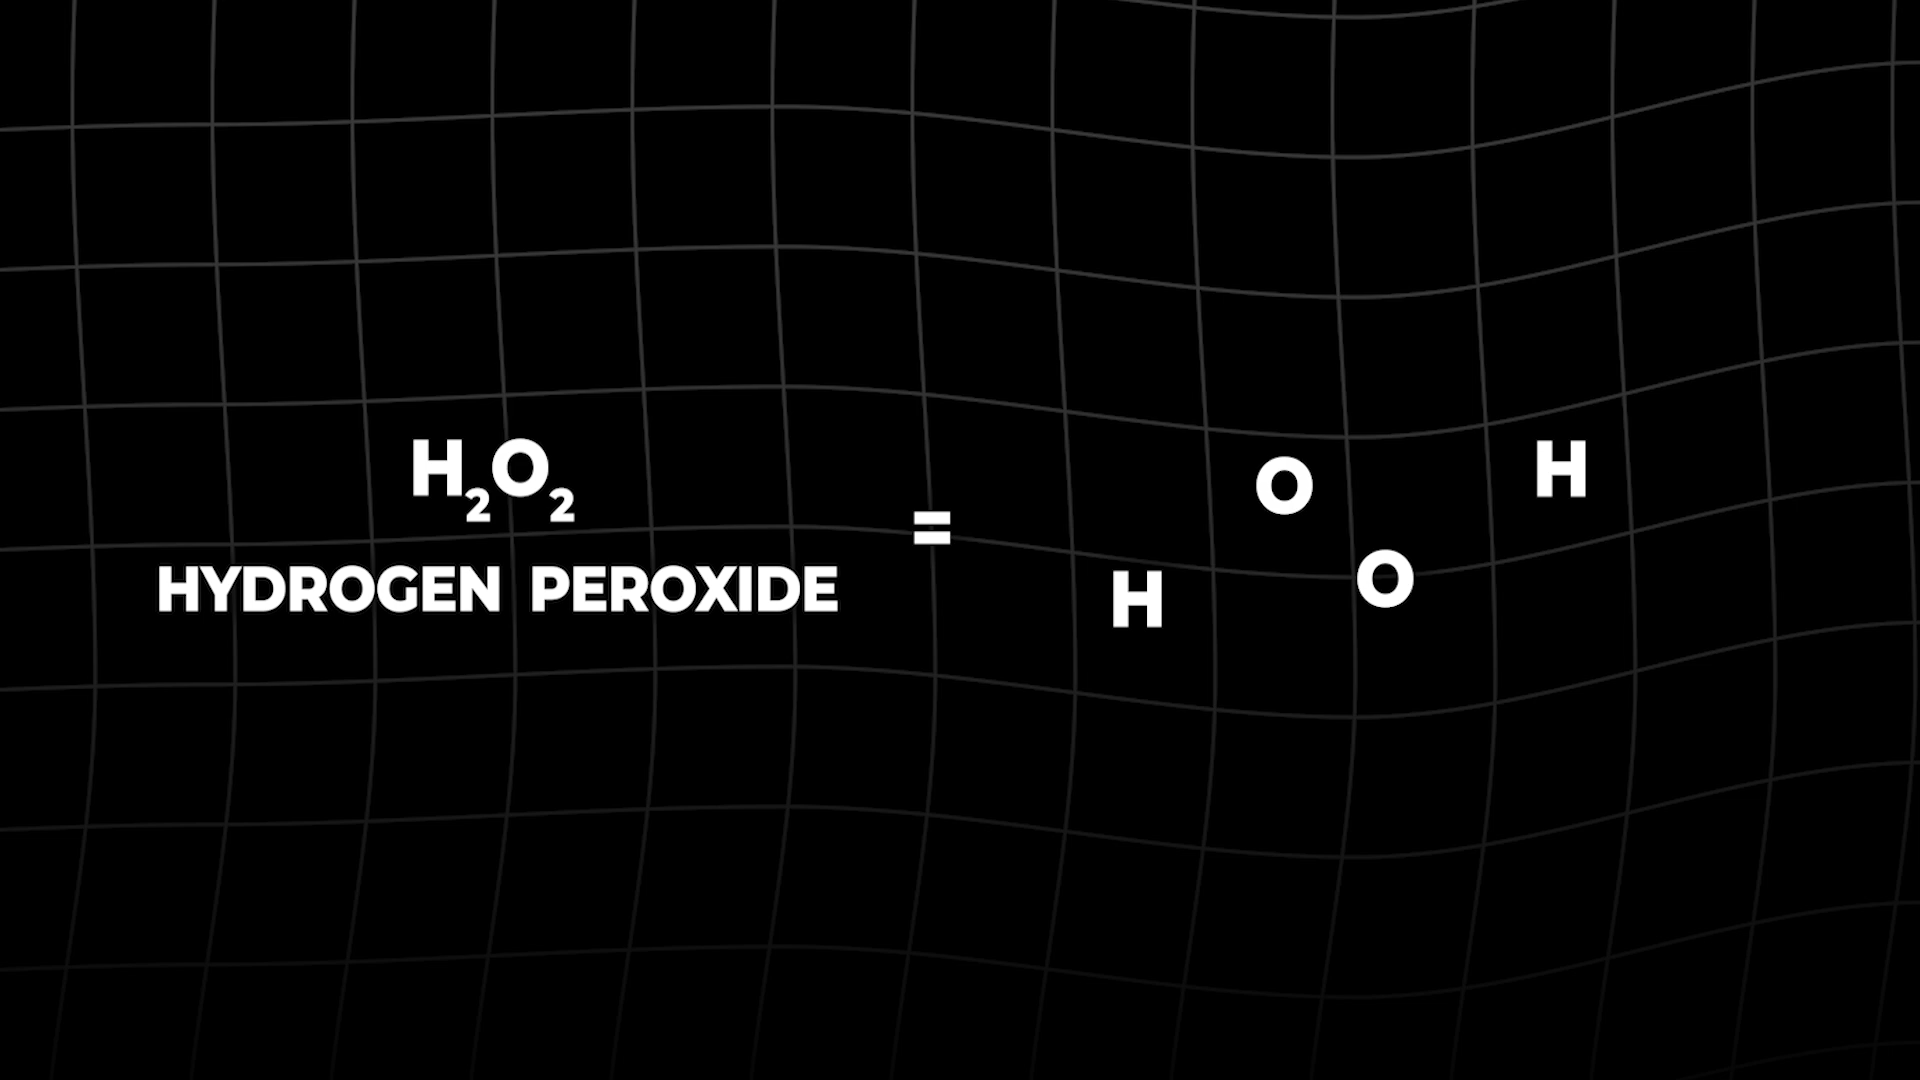 H₂O₂
HYDROGEN PEROXIDE
=
O H
H O